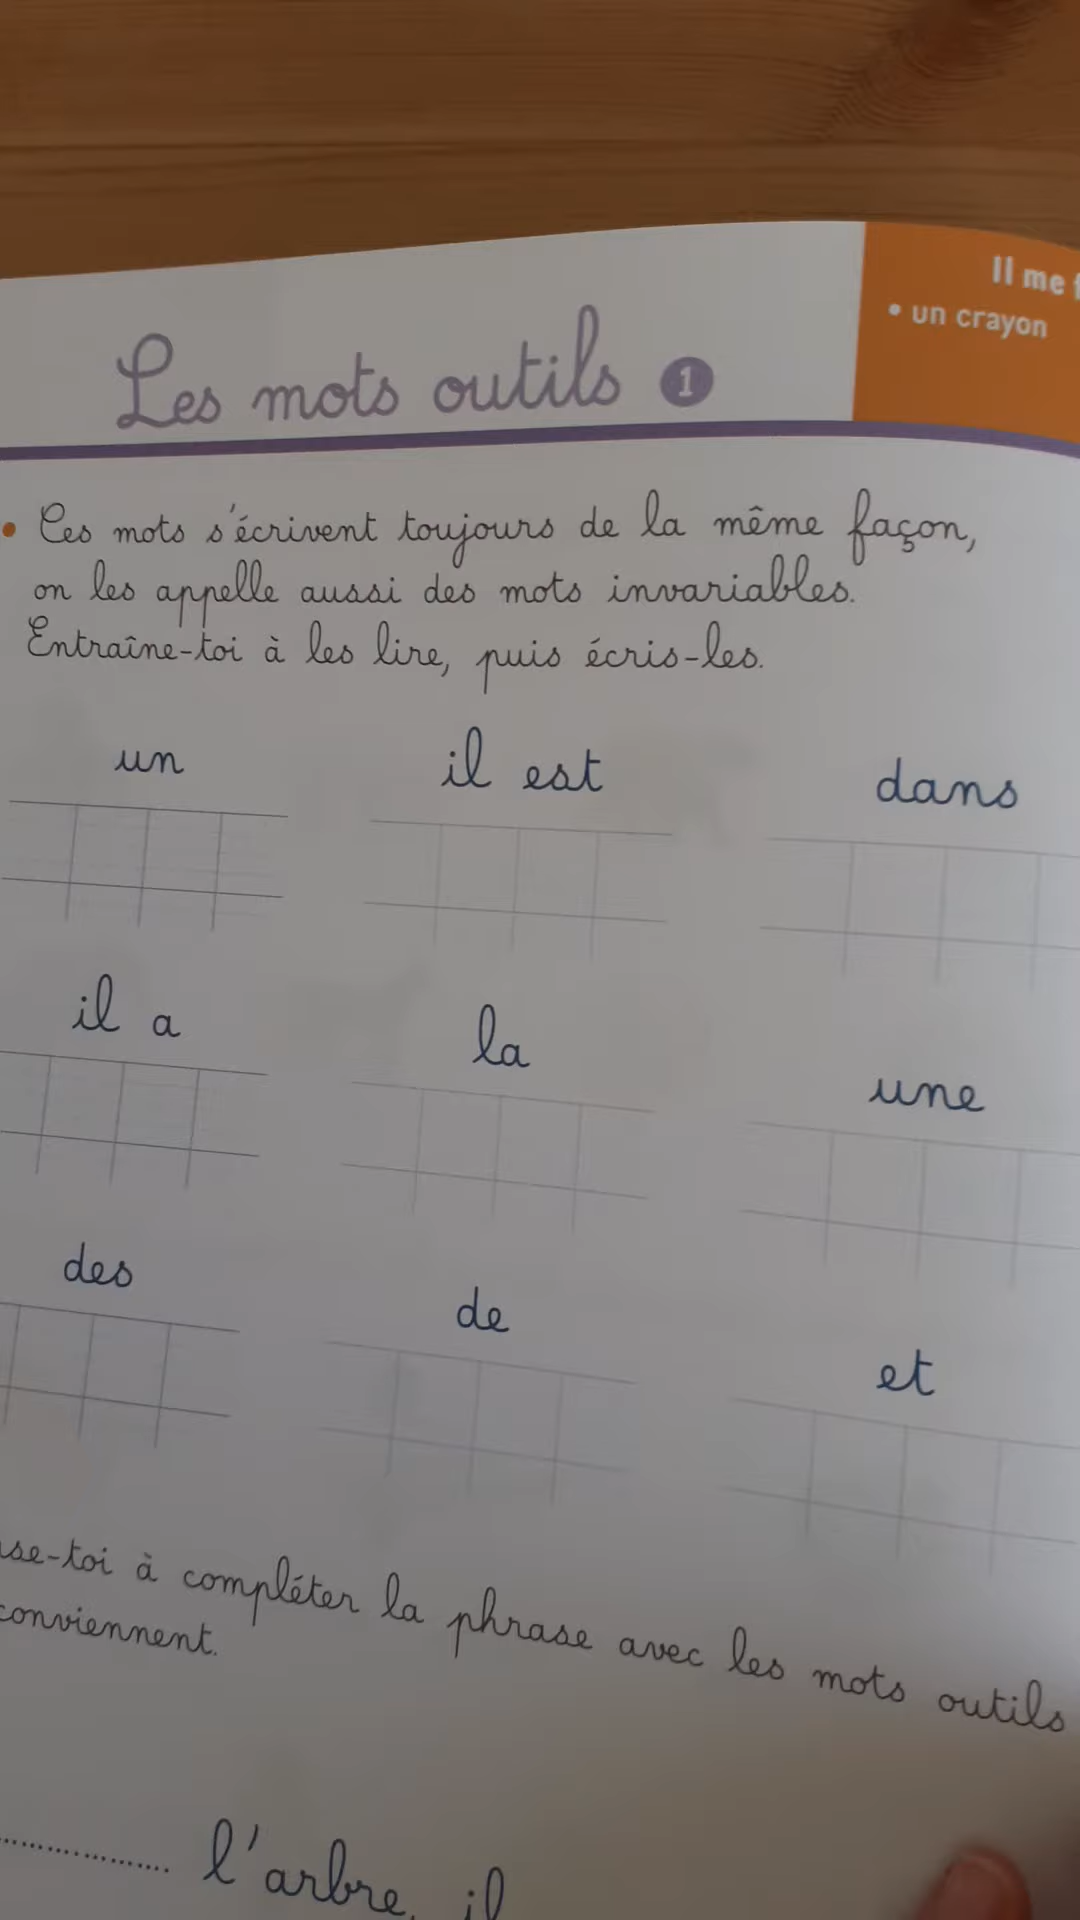 Il me
• un crayon
Les mots outils 1
• Ces mots s'écrivent toujours de la même façon,
on les appelle aussi des mots invariables.
Entraîne-toi à les lire, puis écris-les.
un il est dans
il a la une
des de et
à compléter la phrase avec les mots outils
conviennent.
.................... l'arbre, il